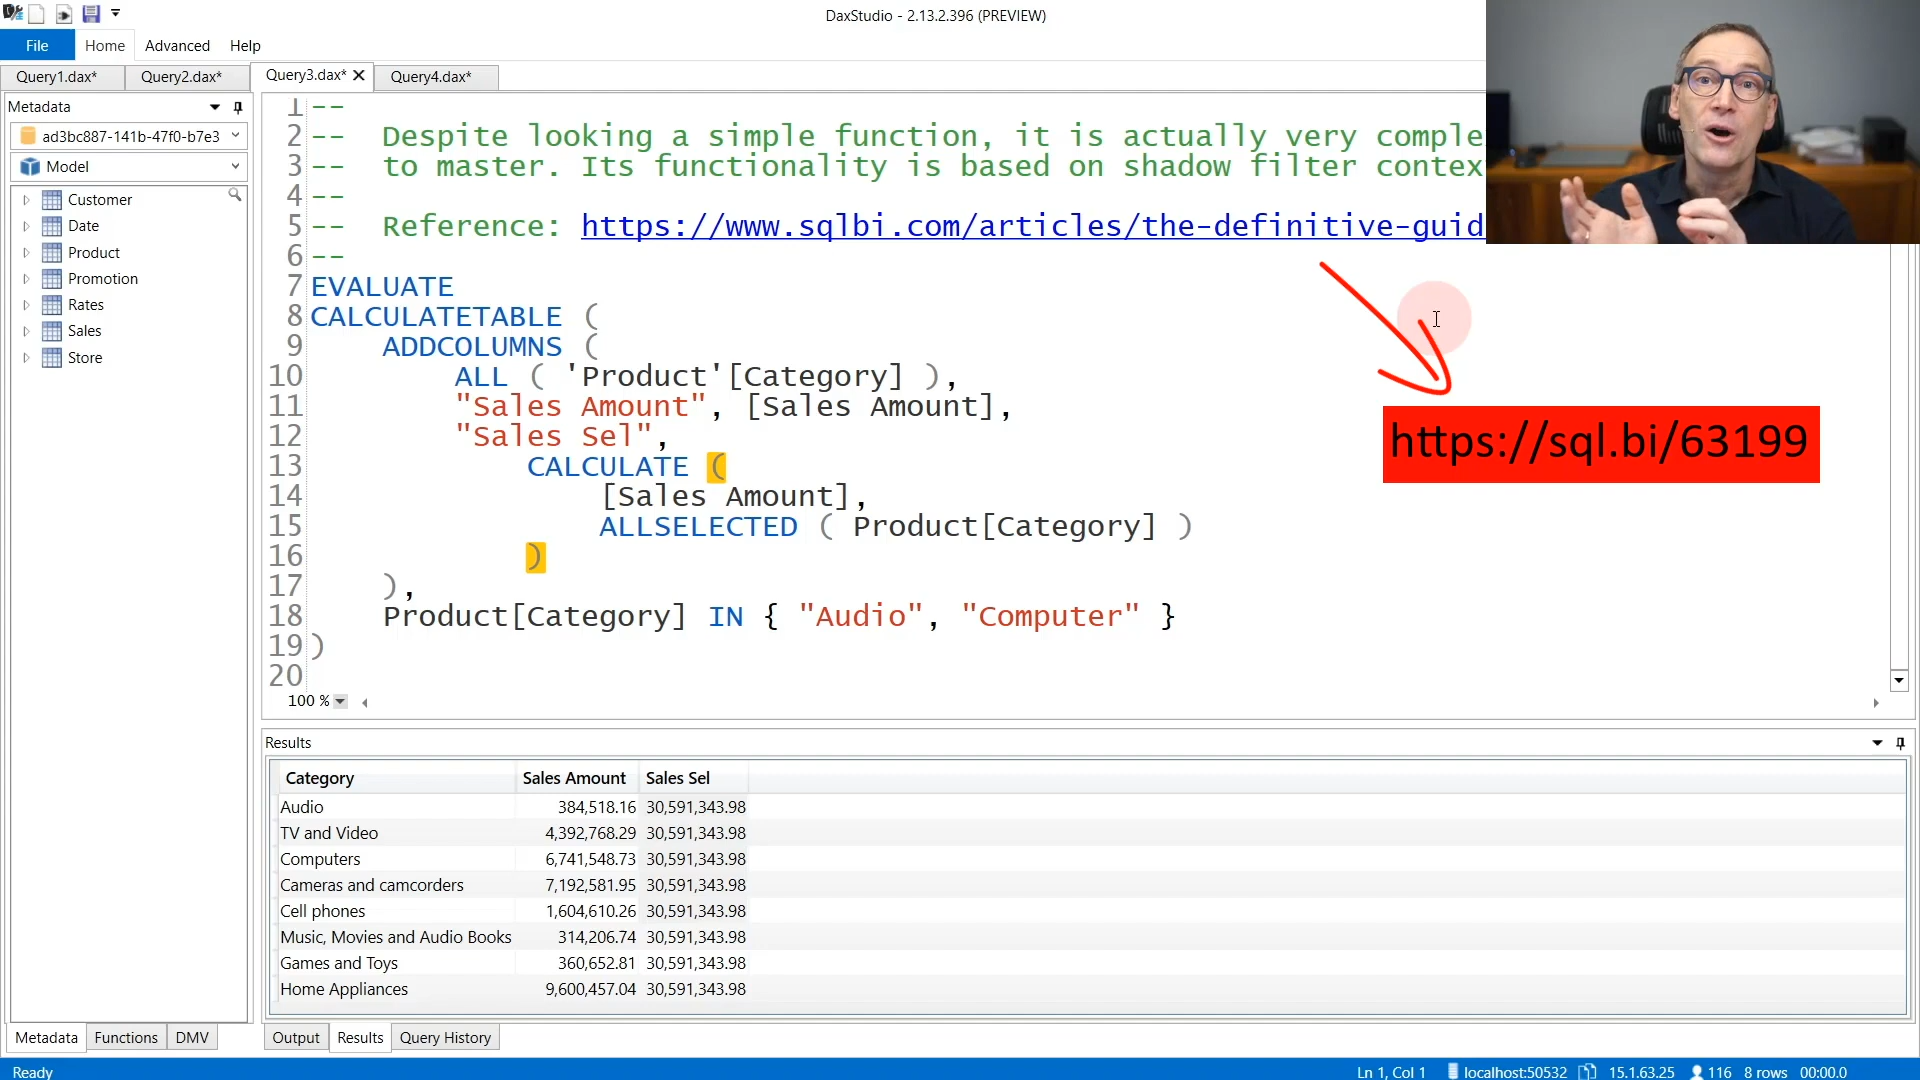 DaxStudio - 2.13.2.396 (PREVIEW)
File Home Advanced Help
Query1.dax* Query2.dax* Query3.dax* Query4.dax*
Metadata
ad3bc887-141b-47f0-b7e3
Model
Customer
Date
Product
Promotion
Rates
Sales
Store
1 --
2 -- Despite looking a simple function, it is actually very comple
3 -- to master. Its functionality is based on shadow filter contex
4 --
5 -- Reference: https://www.sqlbi.com/articles/the-definitive-guid
6 --
7 EVALUATE
8 CALCULATETABLE (
9 ADDCOLUMNS (
10 ALL ( 'Product'[Category] ),
11 "Sales Amount", [Sales Amount],
12 "Sales Sel",
13 CALCULATE (
14 [Sales Amount],
15 ALLSELECTED ( Product[Category] )
16 )
17 ),
18 Product[Category] IN { "Audio", "Computer" }
19 )
20
https://sql.bi/63199
100 %
Results
Category Sales Amount Sales Sel
Audio 384,518.16 30,591,343.98
TV and Video 4,392,768.29 30,591,343.98
Computers 6,741,548.73 30,591,343.98
Cameras and camcorders 7,192,581.95 30,591,343.98
Cell phones 1,604,610.26 30,591,343.98
Music, Movies and Audio Books 314,206.74 30,591,343.98
Games and Toys 360,652.81 30,591,343.98
Home Appliances 9,600,457.04 30,591,343.98
Metadata Functions DMV
Output Results Query History
Ready Ln 1, Col 1 localhost:50532 15.1.63.25 116 8 rows 00:00.0